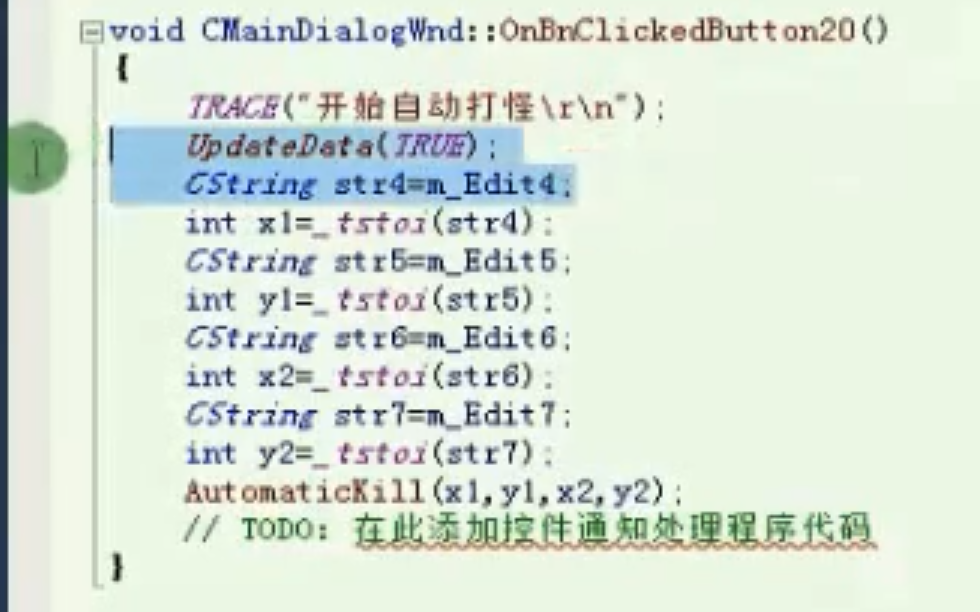 void CMainDialogWnd::OnBnClickedButton20()
{
TRACE("开始自动打怪\r\n");
UpdateData(TRUE);
CString str4=m_Edit4;
int x1=_tstoi(str4);
CString str5=m_Edit5;
int y1=_tstoi(str5);
CString str6=m_Edit6;
int x2=_tstoi(str6);
CString str7=m_Edit7;
int y2=_tstoi(str7);
AutomaticKill(x1,y1,x2,y2);
// TODO: 在此添加控件通知处理程序代码
}